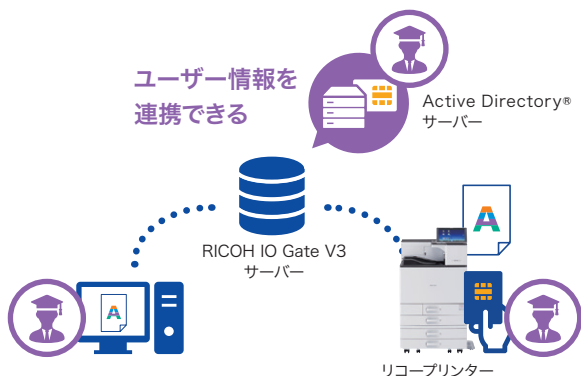 ユーザー情報を
連携できる
Active Directory®
サーバー
RICOH IO Gate V3
サーバー
A
A
リコープリンター